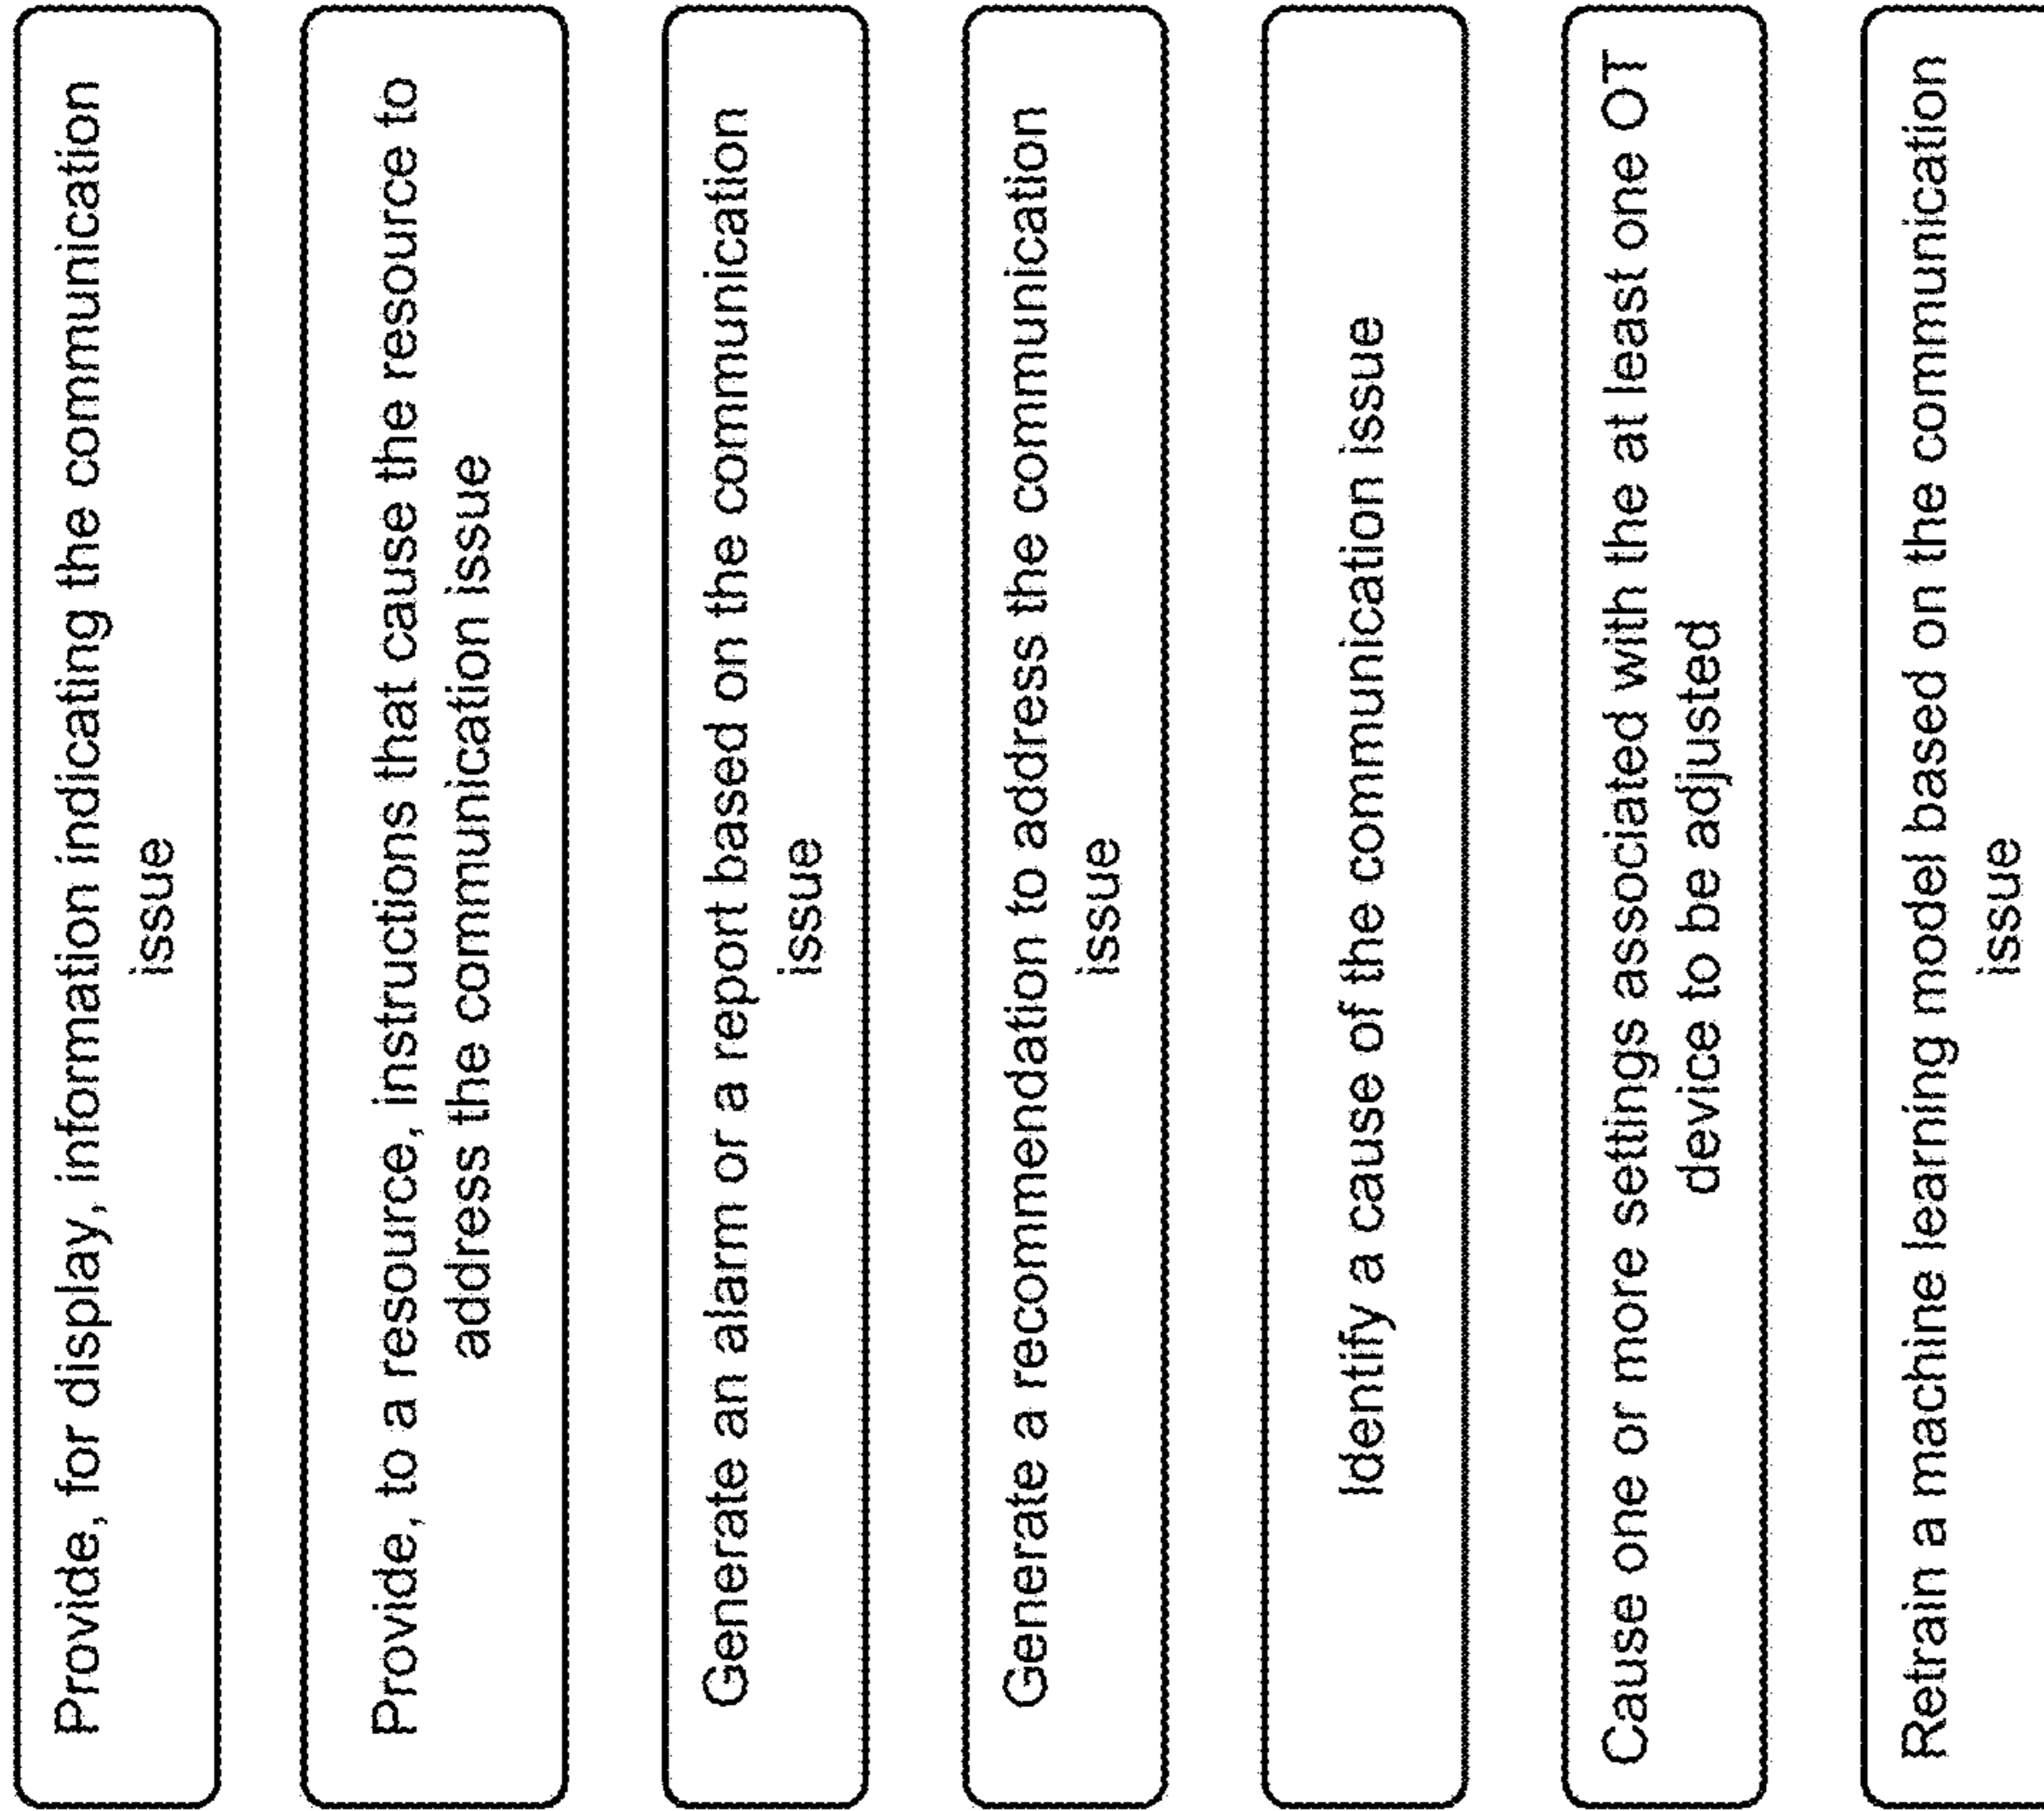 Provide, for display, information indicating the communication
issue
Provide, to a resource, instructions that cause the resource to
address the communication issue
Generate an alarm or a report based on the communication
issue
Generate a recommendation to address the communication
issue
Identify a cause of the communication issue
Cause one or more settings associated with the at least one OT
device to be adjusted
Retrain a machine learning model based on the communication
issue